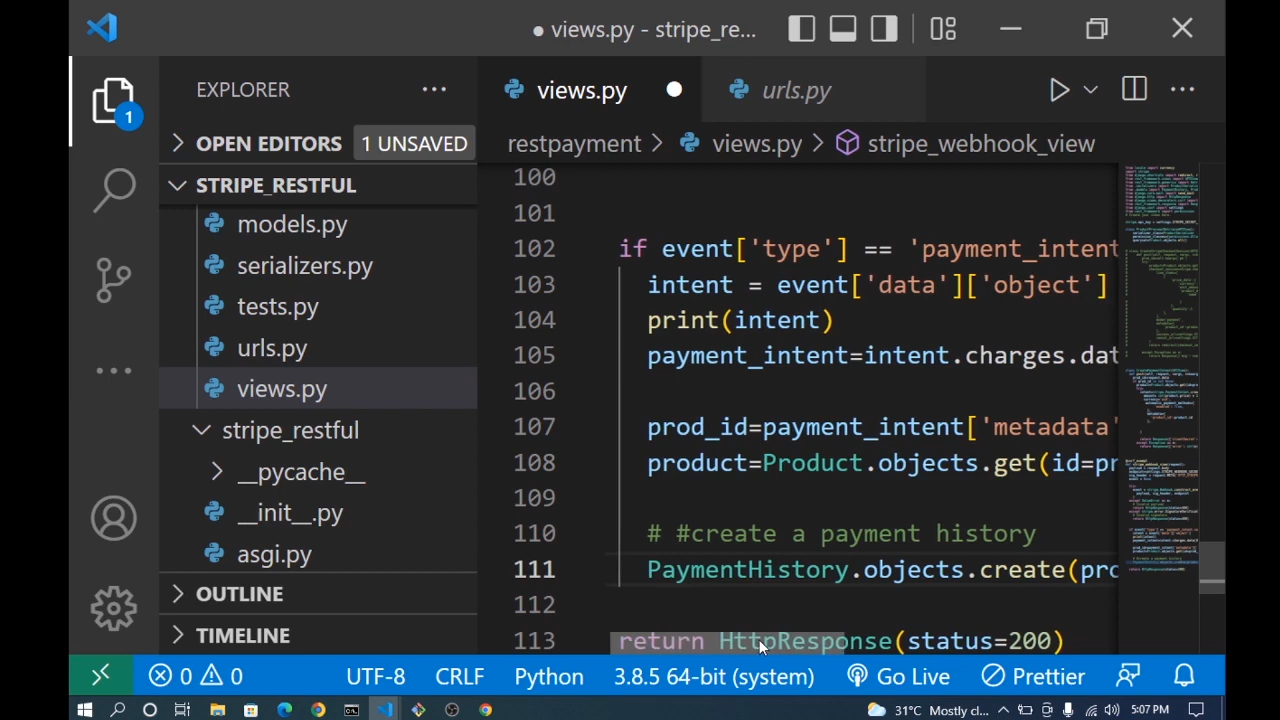 views.py - stripe_re...
EXPLORER
views.py
urls.py
1
OPEN EDITORS
1 UNSAVED
restpayment
views.py
stripe_webhook_view
STRIPE_RESTFUL
models.py
serializers.py
tests.py
urls.py
views.py
stripe_restful
__pycache__
__init__.py
asgi.py
OUTLINE
TIMELINE
100
101
102 if event['type'] == 'payment_intent
103 intent = event['data']['object']
104 print(intent)
105 payment_intent=intent.charges.dat
106
107 prod_id=payment_intent['metadata'
108 product=Product.objects.get(id=pr
109
110 # #create a payment history
111 PaymentHistory.objects.create(pro
112
113 return HttpResponse(status=200)
0 0 UTF-8 CRLF Python 3.8.5 64-bit (system) Go Live Prettier
31°C Mostly cl... 5:07 PM